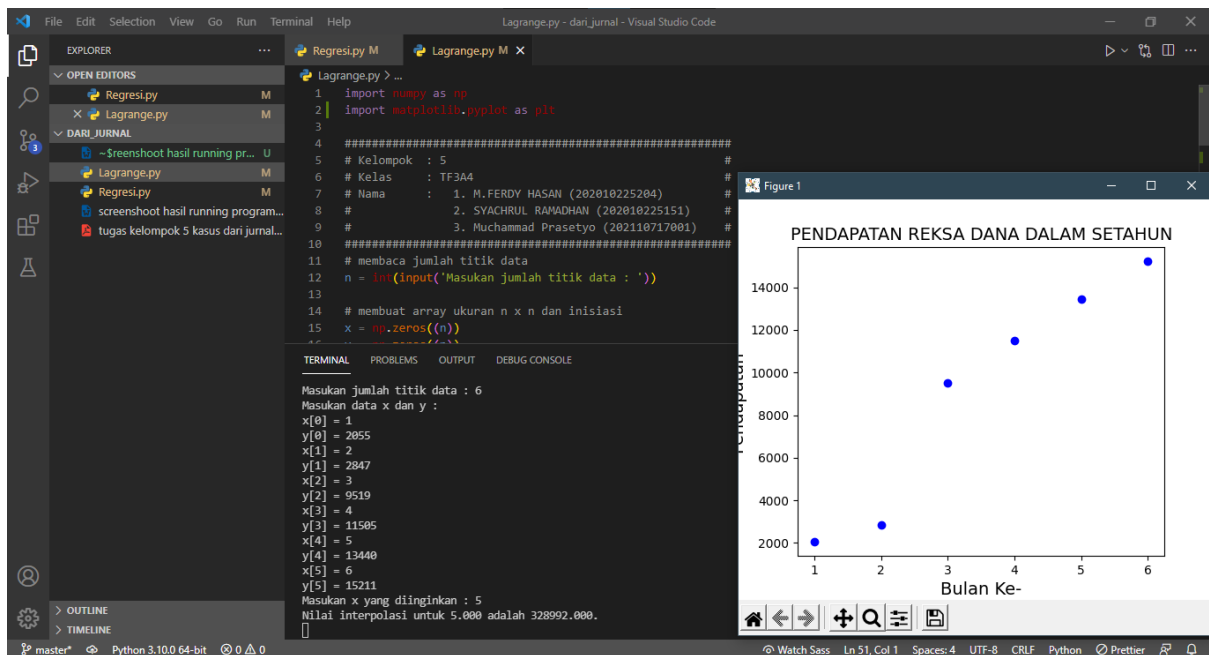 File Edit Selection View Go Run Terminal Help
Lagrange.py - dari_jurnal - Visual Studio Code
EXPLORER
OPEN EDITORS
Regresi.py M
Lagrange.py M
DARI_JURNAL
~$reenshoot hasil running pr... U
Lagrange.py M
Regresi.py M
screenshoot hasil running program...
tugas kelompok 5 kasus dari jurnal...
OUTLINE
TIMELINE
3
Regresi.py M
Lagrange.py M
Lagrange.py > ...
1 import numpy as np
2 import matplotlib.pyplot as plt
3
4 #########################################################
5 # Kelompok : 5 #
6 # Kelas : TF3A4 #
7 # Nama : 1. M.FERDY HASAN (202010225204) #
8 # 2. SYACHRUL RAMADHAN (202010225151) #
9 # 3. Muchammad Prasetyo (202110717001) #
10 #########################################################
11 # membaca jumlah titik data
12 n = int(input('Masukan jumlah titik data : '))
13
14 # membuat array ukuran n x n dan inisiasi
15 x = np.zeros((n))
TERMINAL PROBLEMS OUTPUT DEBUG CONSOLE
Masukan jumlah titik data : 6
Masukan data x dan y :
x[0] = 1
y[0] = 2055
x[1] = 2
y[1] = 2847
x[2] = 3
y[2] = 9519
x[3] = 4
y[3] = 11505
x[4] = 5
y[4] = 13440
x[5] = 6
y[5] = 15211
Masukan x yang diinginkan : 5
Nilai interpolasi untuk 5.000 adalah 328992.000.
Figure 1
PENDAPATAN REKSA DANA DALAM SETAHUN
14000
12000
10000
8000
6000
4000
2000
Pendapatan
1 2 3 4 5 6
Bulan Ke-
master* Python 3.10.0 64-bit 0 0
Watch Sass Ln 51, Col 1 Spaces: 4 UTF-8 CRLF Python Prettier